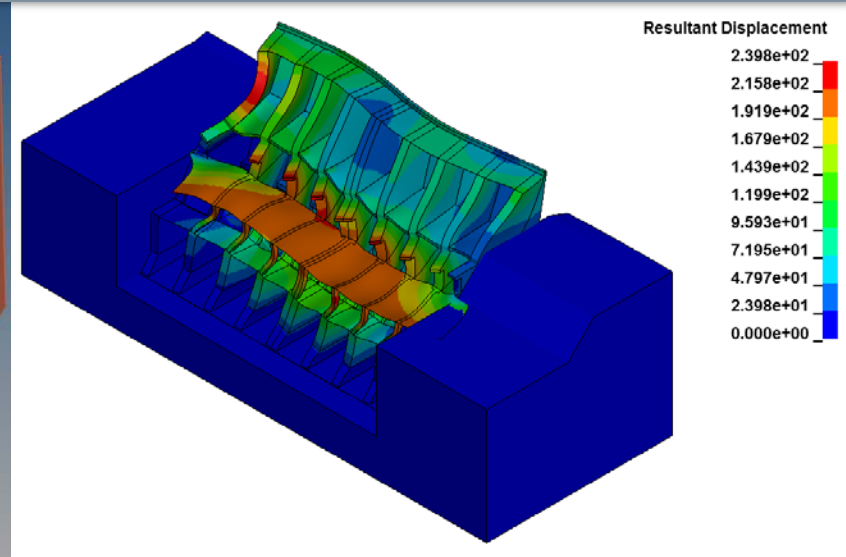 Resultant Displacement
2.398e+02
2.158e+02
1.919e+02
1.679e+02
1.439e+02
1.199e+02
9.593e+01
7.195e+01
4.797e+01
2.398e+01
0.000e+00